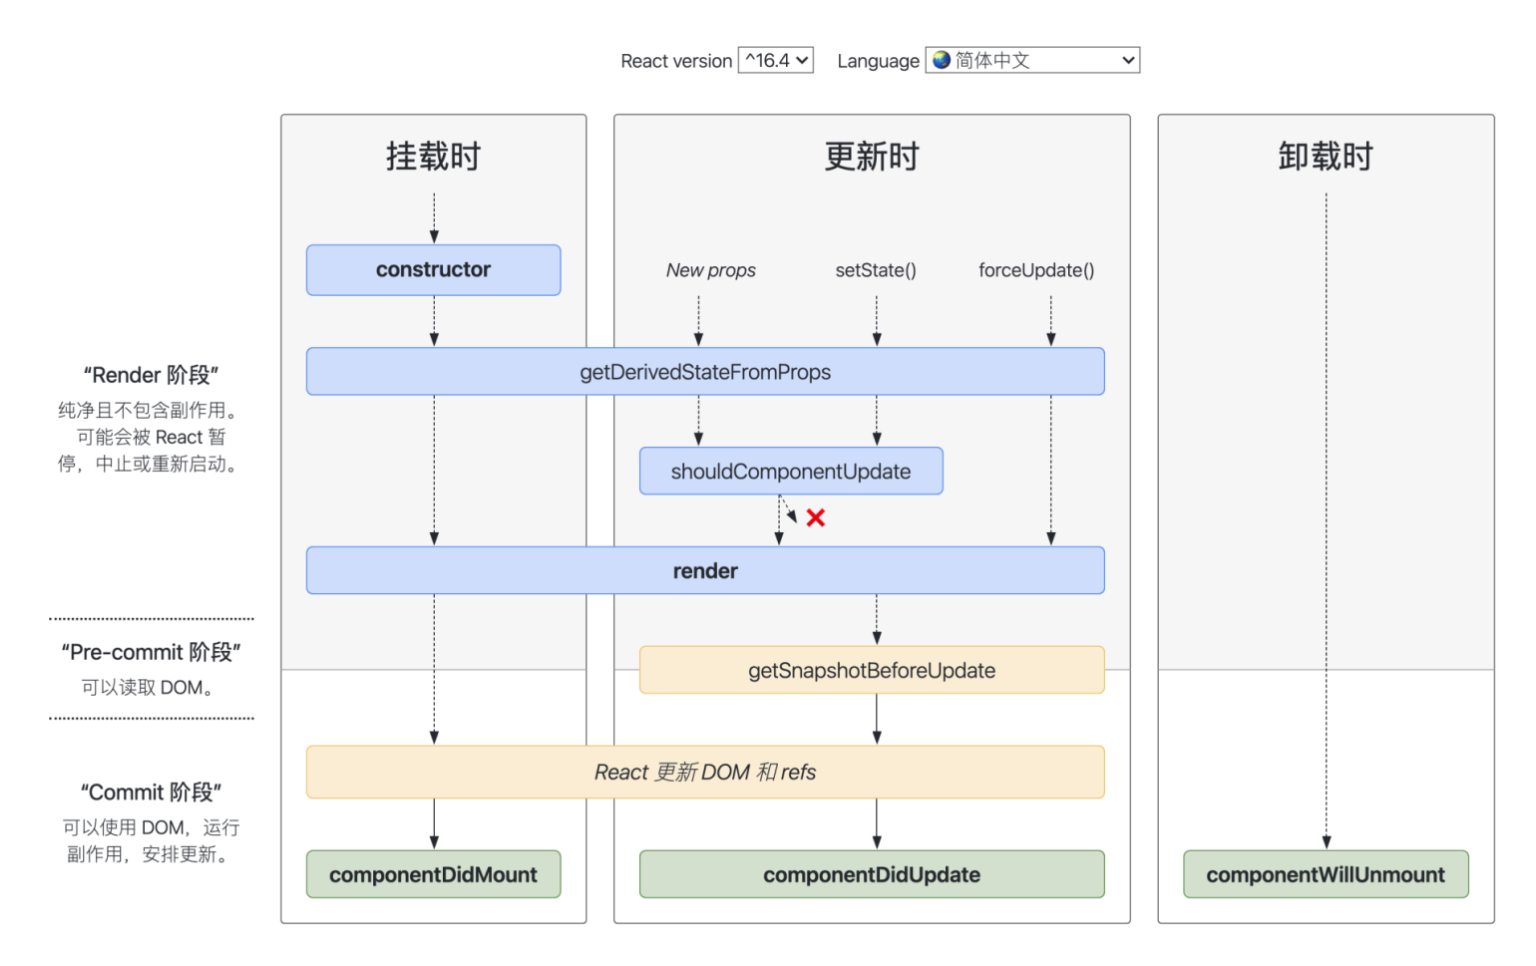 React version ^16.4 Language 简体中文
挂载时
更新时
卸载时
constructor
New props
setState()
forceUpdate()
“Render 阶段”
纯净且不包含副作用。
可能会被 React 暂
停，中止或重新启动。
getDerivedStateFromProps
shouldComponentUpdate
render
“Pre-commit 阶段”
可以读取 DOM。
getSnapshotBeforeUpdate
“Commit 阶段”
可以使用 DOM，运行
副作用，安排更新。
React 更新 DOM 和 refs
componentDidMount
componentDidUpdate
componentWillUnmount